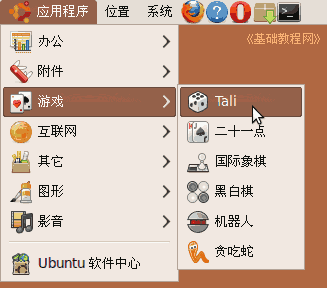 应用程序 位置 系统
《基础教程网》
办公
附件
游戏
互联网
其它
图形
影音
Ubuntu 软件中心
Tali
二十一点
国际象棋
黑白棋
机器人
贪吃蛇